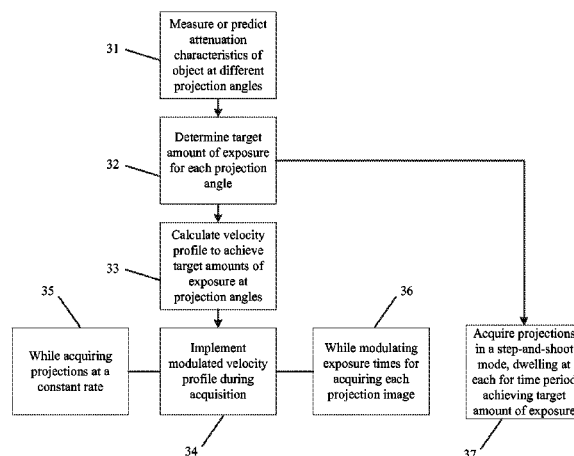 31
Measure or predict
attenuation
characteristics of
object at different
projection angles
32
Determine target
amount of exposure
for each projection
angle
33
Calculate velocity
profile to achieve
target amounts of
exposure at
projection angles
35
36
While acquiring
projections at a
constant rate
Implement
modulated velocity
profile during
acquisition
While modulating
exposure times for
acquiring each
projection image
Acquire projections
in a step-and-shoot
mode, dwelling at
each for time period
achieving target
amount of exposure
34
37